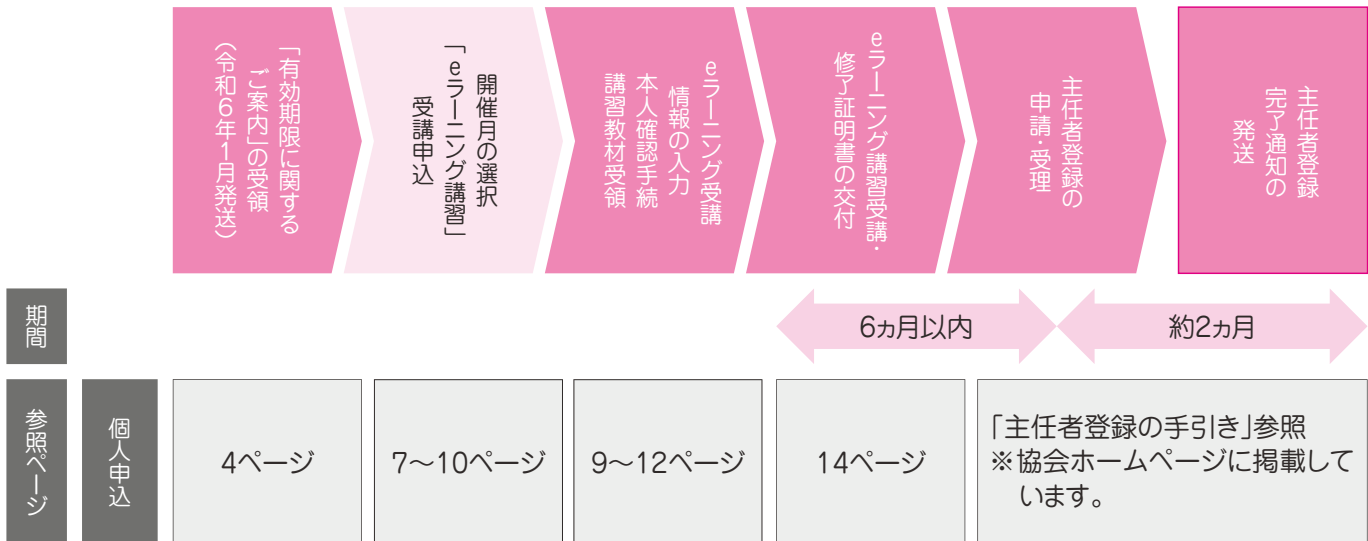 「有効期限に関する
ご案内」の受領
（令和6年1月発送）
開催月の選択
「eラーニング講習」
受講申込
eラーニング受講
情報の入力
本人確認手続
講習教材受領
eラーニング講習受講・
修了証明書の交付
主任者登録の
申請・受理
主任者登録
完了通知の
発送
期間
6ヵ月以内
約2ヵ月
参照ページ
個人申込
4ページ
7～10ページ
9～12ページ
14ページ
「主任者登録の手引き」参照
※協会ホームページに掲載して
います。